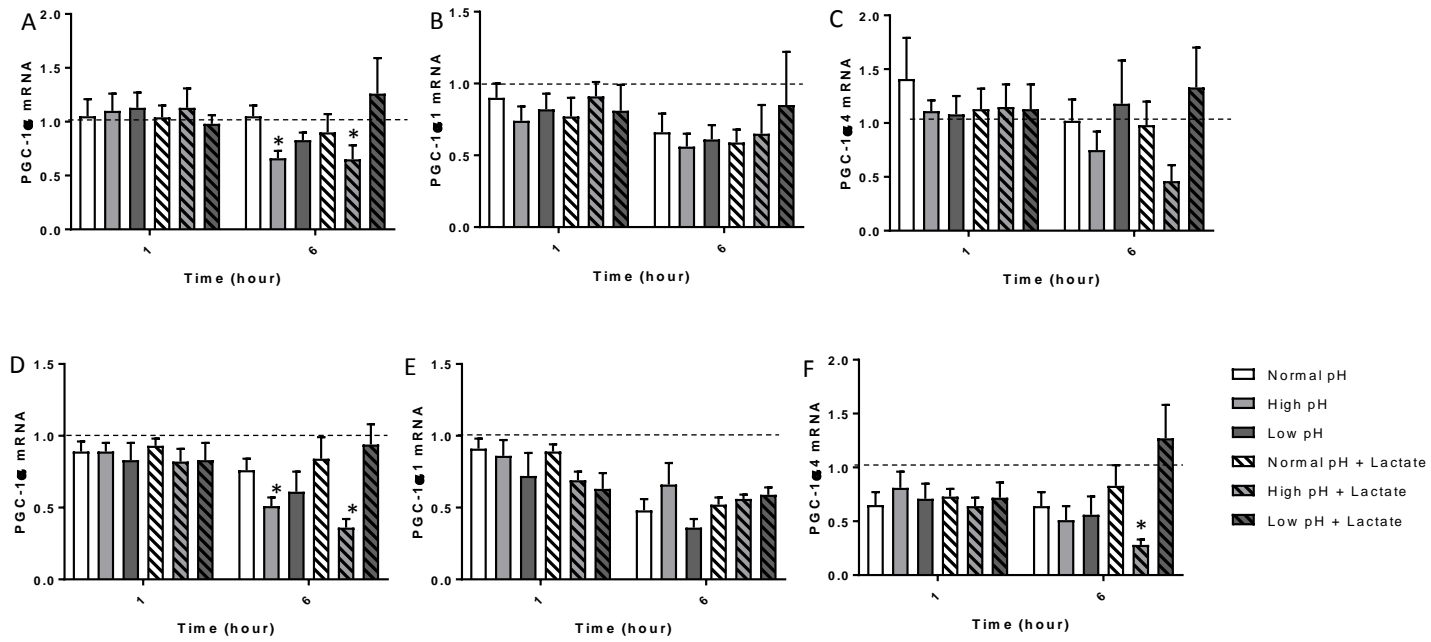 A
2.0
1.5
1.0
0.5
0.0
PGC-1α mRNA
*
*
1
6
Time (hour)
B
1.5
1.0
0.5
0.0
PGC-1α1 mRNA
1
6
Time (hour)
C
2.0
1.5
1.0
0.5
0.0
PGC-1α4 mRNA
1
6
Time (hour)
D
1.5
1.0
0.5
0.0
PGC-1α mRNA
*
*
1
6
Time (hour)
E
1.5
1.0
0.5
0.0
PGC-1α1 mRNA
1
6
Time (hour)
F
2.0
1.5
1.0
0.5
0.0
PGC-1α4 mRNA
*
1
6
Time (hour)
Normal pH
High pH
Low pH
Normal pH + Lactate
High pH + Lactate
Low pH + Lactate